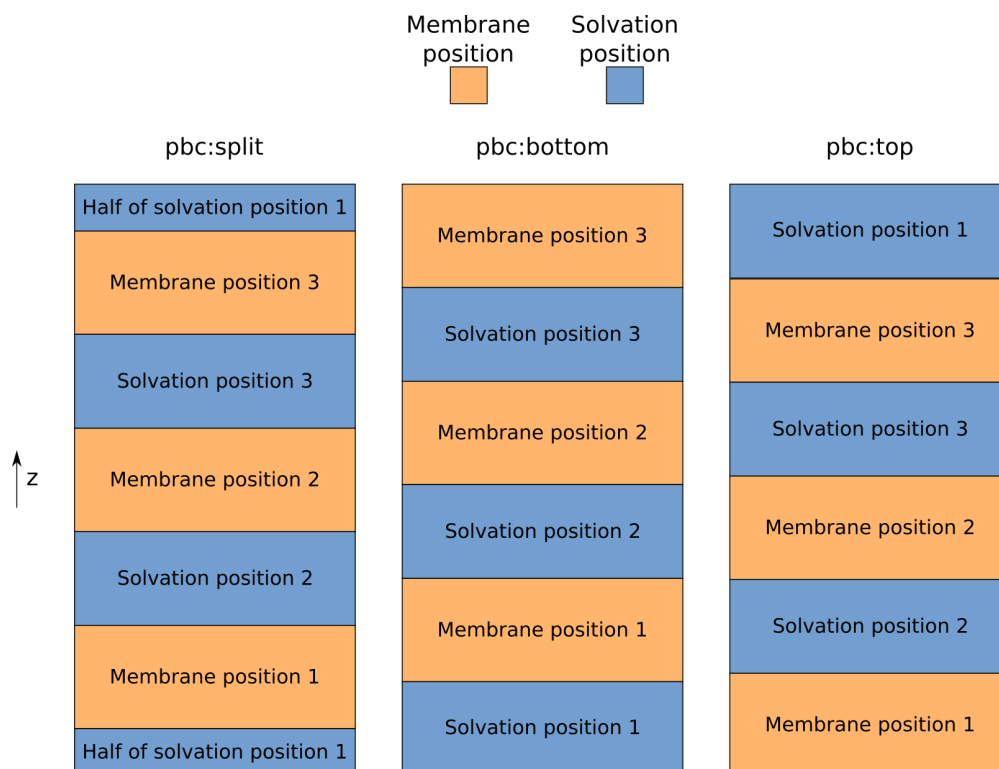 Membrane
position
Solvation
position
pbc:split
pbc:bottom
pbc:top
Half of solvation position 1
Membrane position 3
Solvation position 3
Membrane position 2
Solvation position 2
Membrane position 1
Half of solvation position 1
Membrane position 3
Solvation position 3
Membrane position 2
Solvation position 2
Membrane position 1
Solvation position 1
Solvation position 1
Membrane position 3
Solvation position 3
Membrane position 2
Solvation position 2
Membrane position 1
z